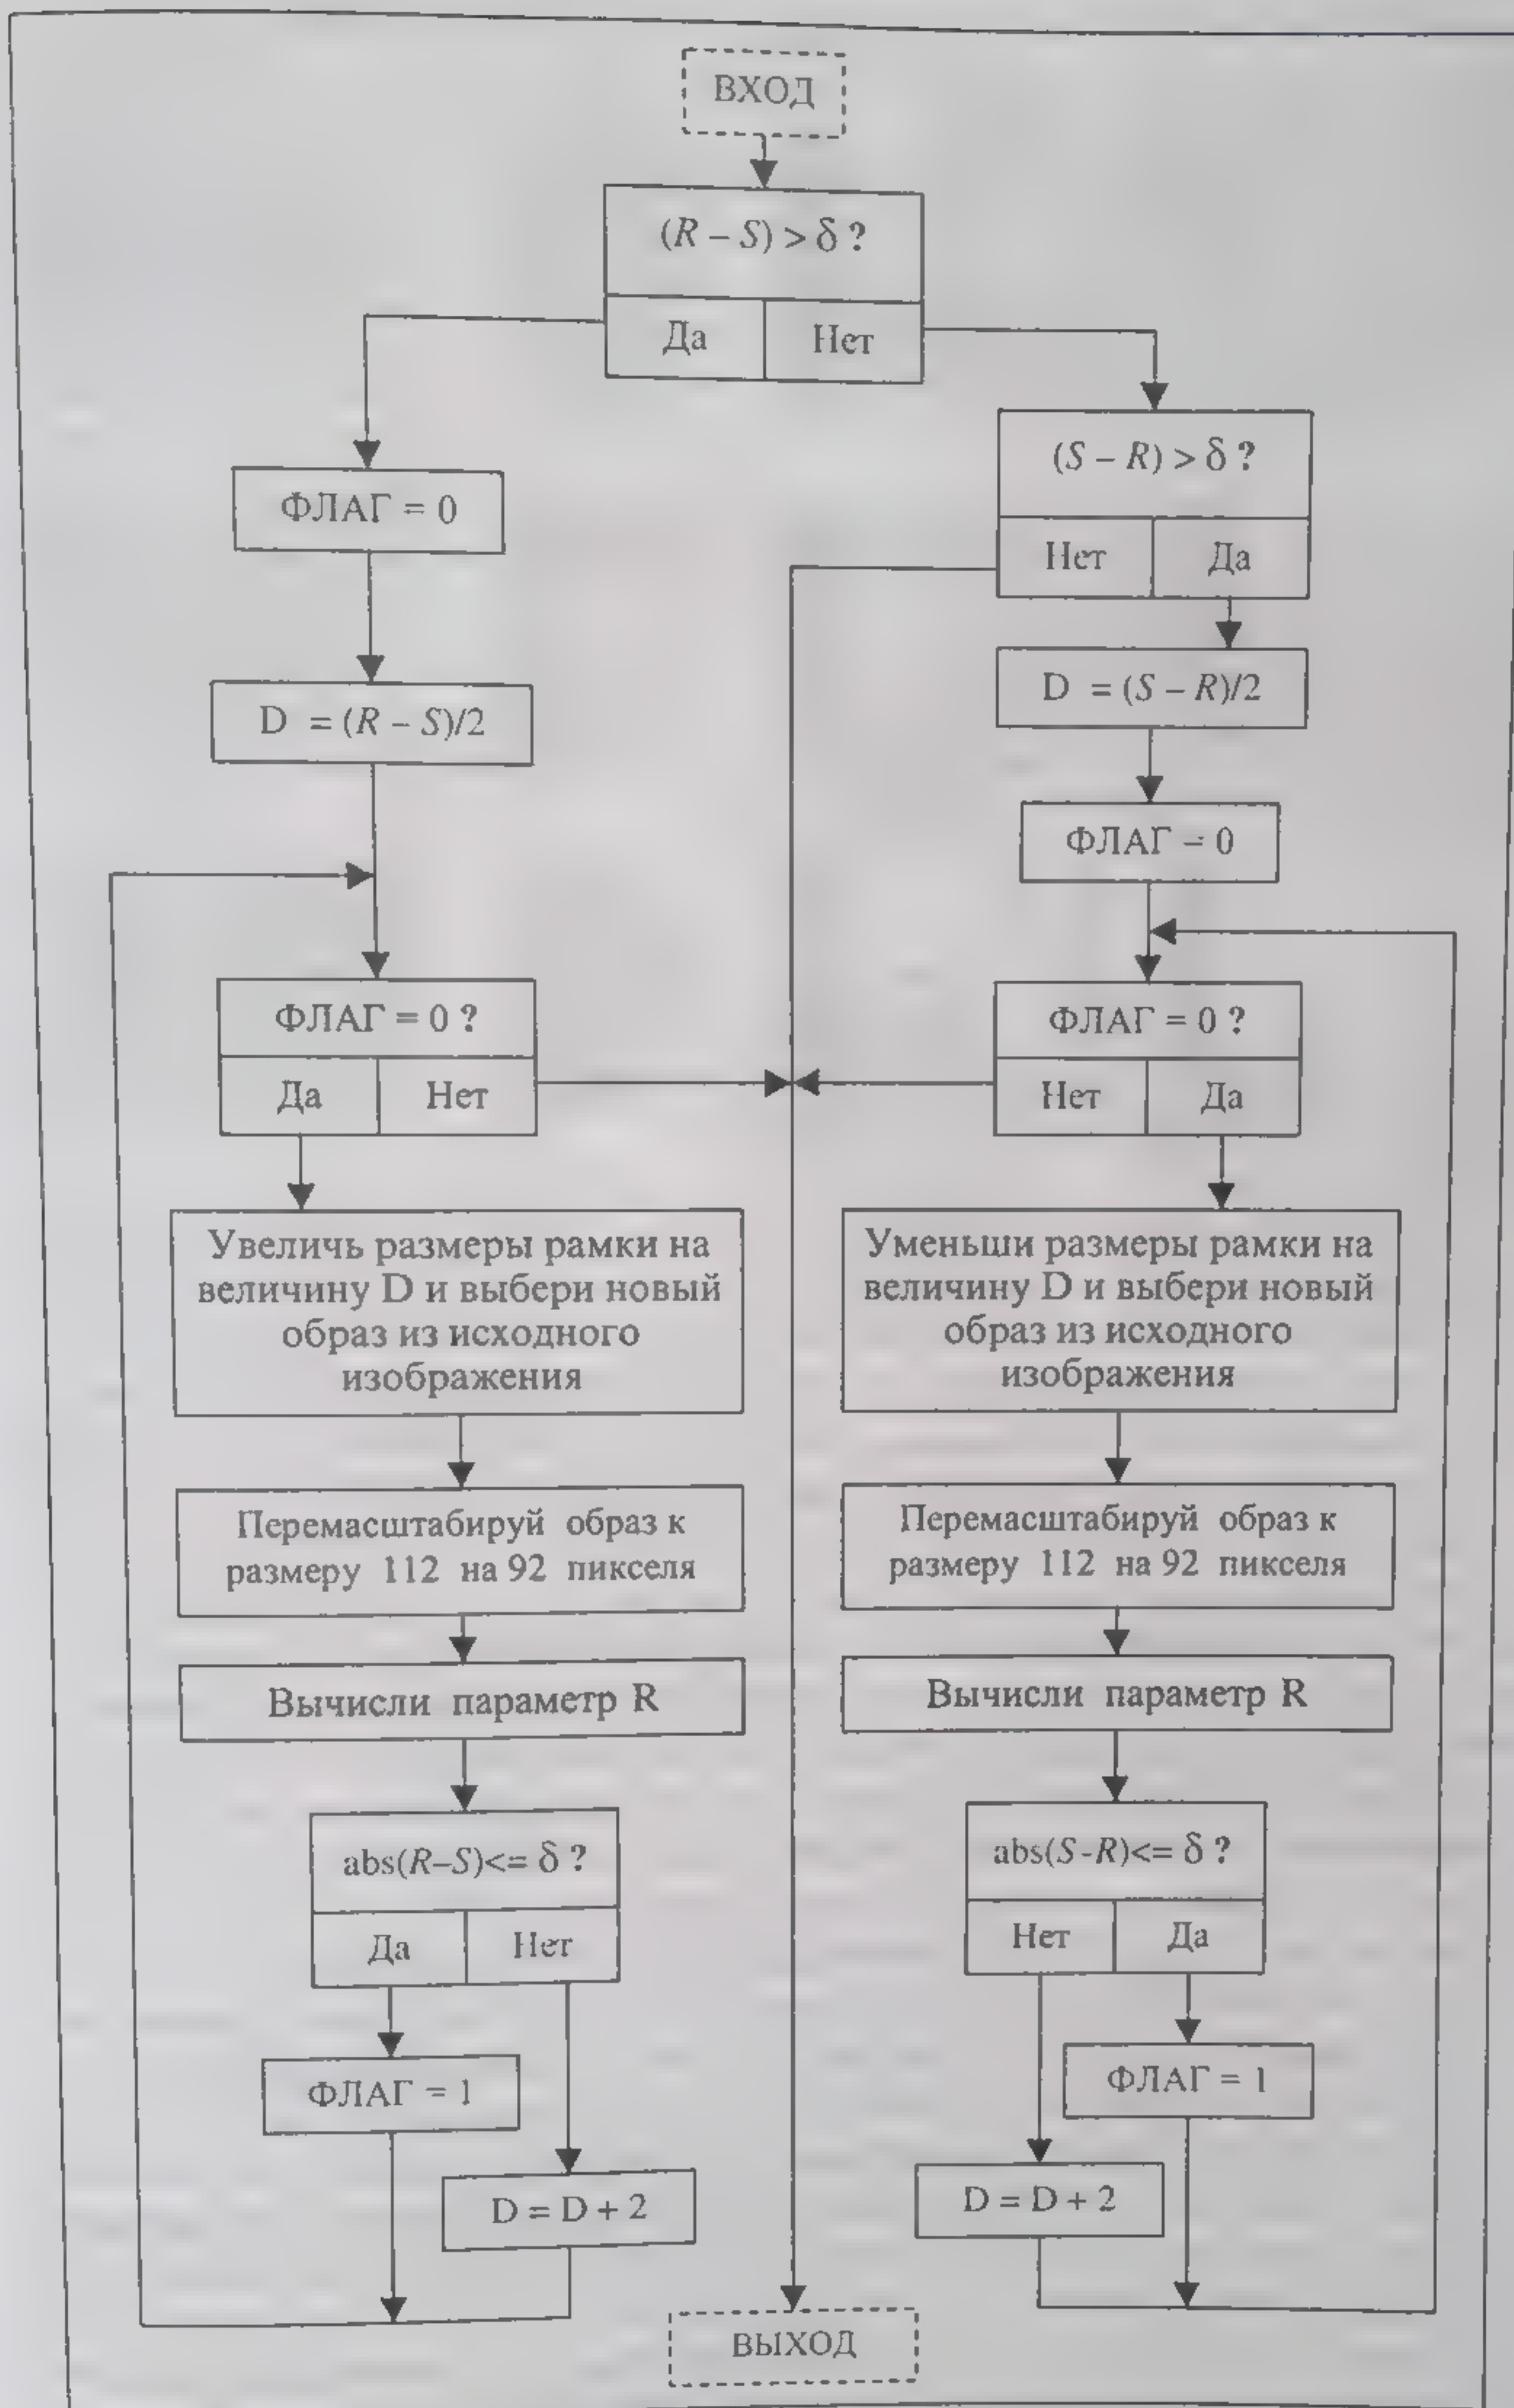 ВХОД
(R – S) > δ ?
Да Нет
(S – R) > δ ?
Нет Да
ФЛАГ = 0
D = (R – S)/2
D = (S – R)/2
ФЛАГ = 0
ФЛАГ = 0 ?
Да Нет
ФЛАГ = 0 ?
Нет Да
Увеличь размеры рамки на
величину D и выбери новый
образ из исходного
изображения
Уменьши размеры рамки на
величину D и выбери новый
образ из исходного
изображения
Перемасштабируй образ к
размеру 112 на 92 пикселя
Перемасштабируй образ к
размеру 112 на 92 пикселя
Вычисли параметр R
Вычисли параметр R
abs(R–S)<= δ ?
Да Нет
abs(S-R)<= δ ?
Нет Да
ФЛАГ = 1
D = D + 2
ФЛАГ = 1
D = D + 2
ВЫХОД